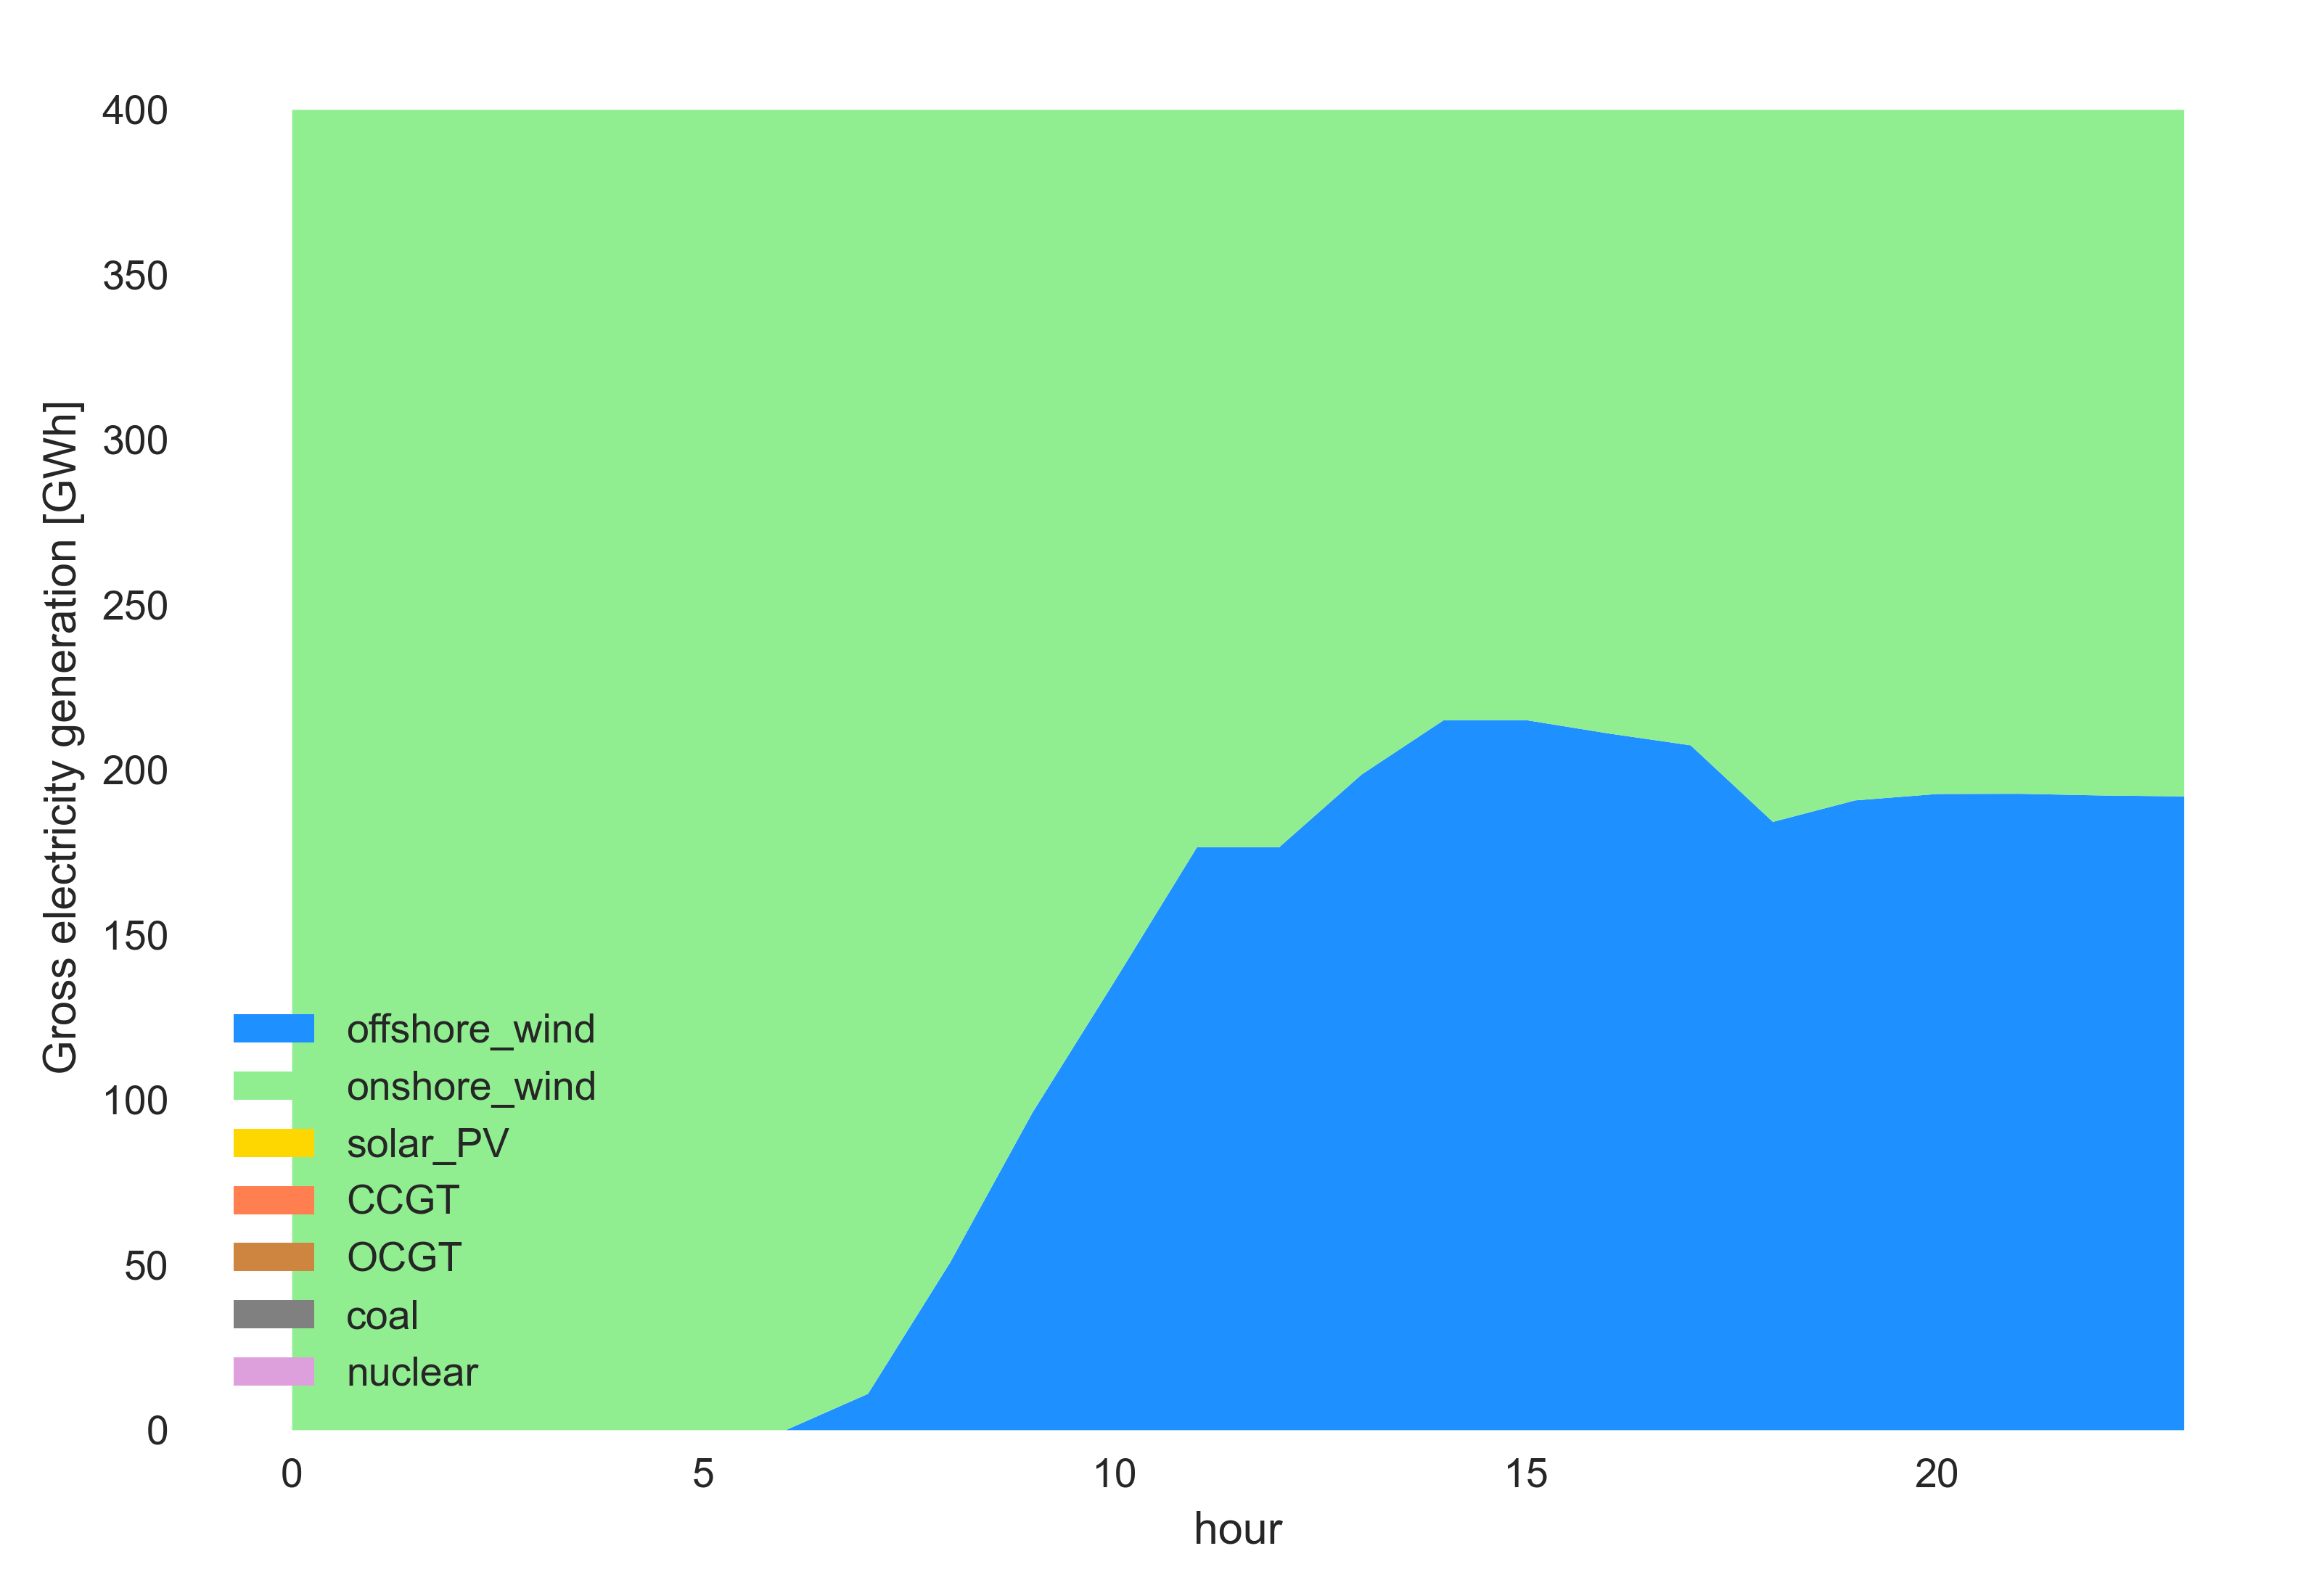 400
350
300
250
200
150
100
50
0
Gross electricity generation [GWh]
offshore_wind
onshore_wind
solar_PV
CCGT
OCGT
coal
nuclear
0 5 10 15 20
hour